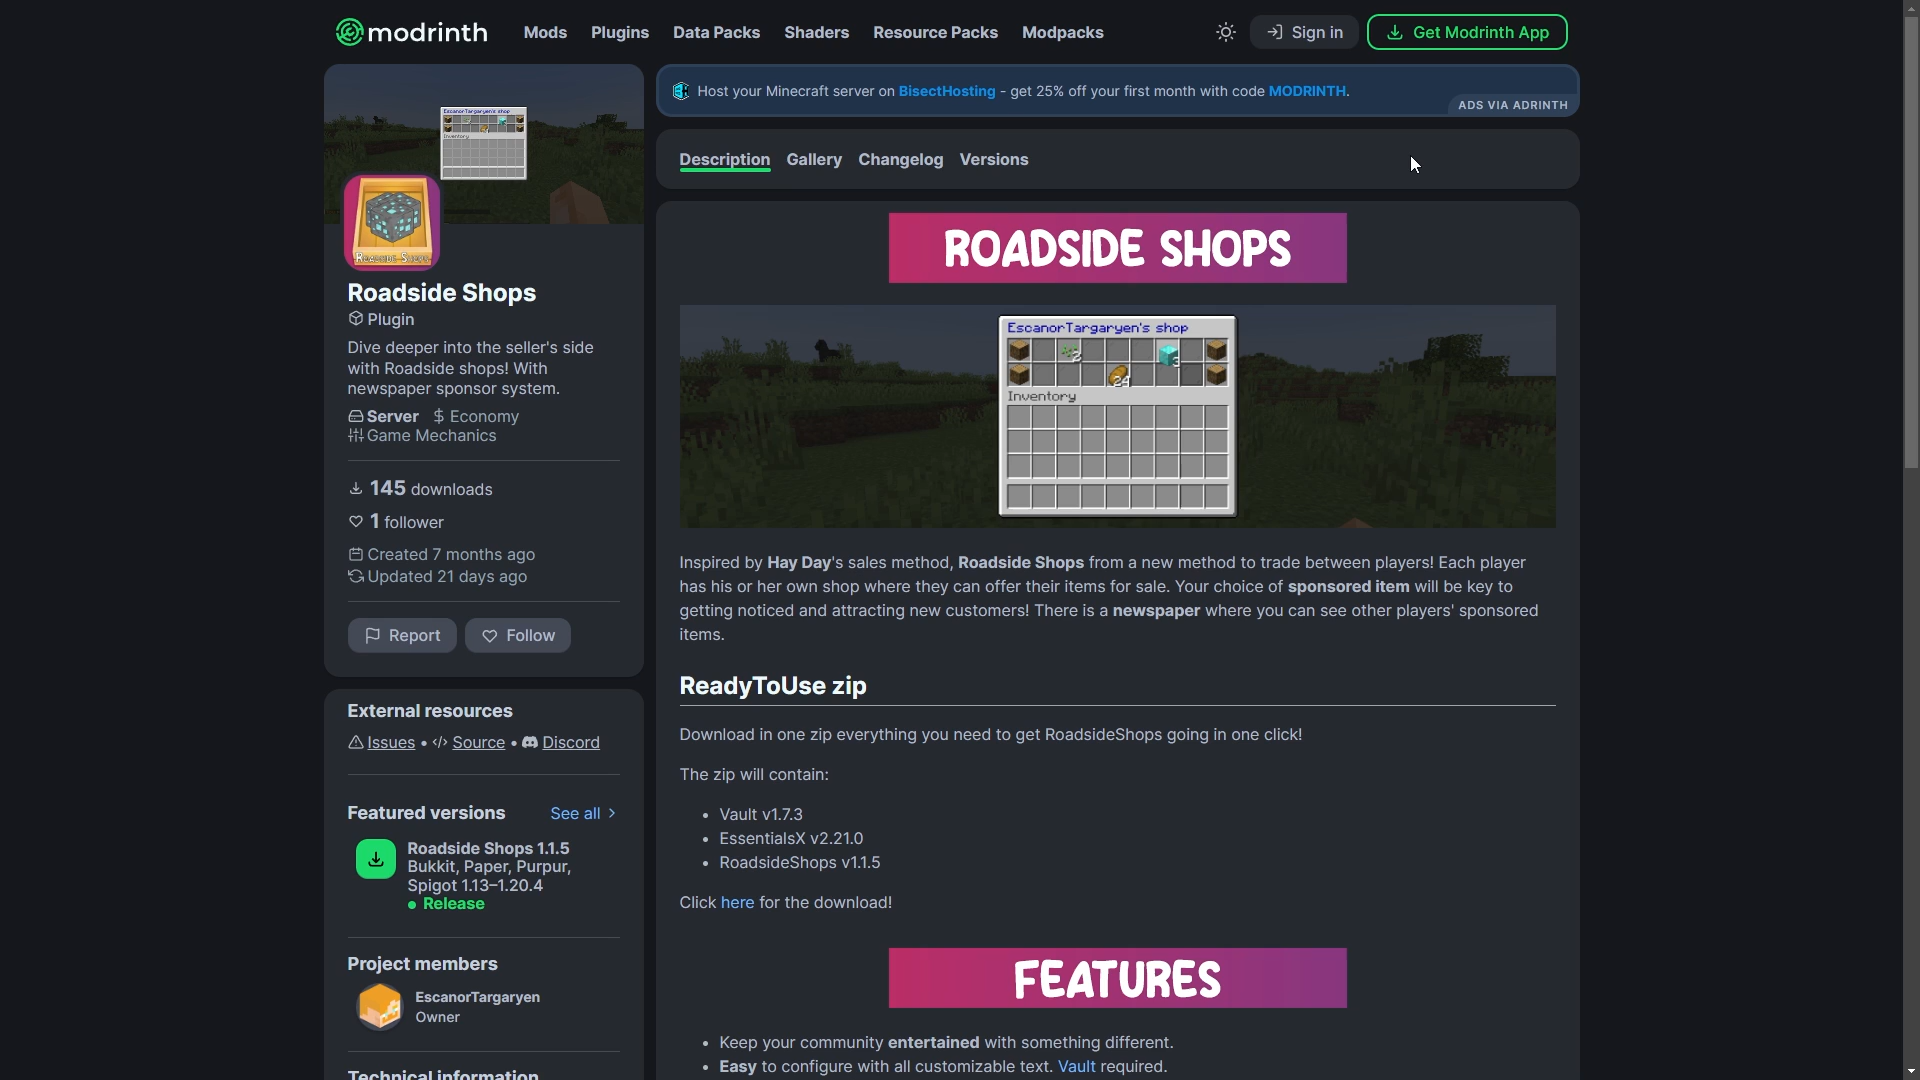 modrinth
Mods Plugins Data Packs Shaders Resource Packs Modpacks
Sign in
Get Modrinth App
Host your Minecraft server on BisectHosting - get 25% off your first month with code MODRINTH.
ADS VIA ADRINTH
EscanorTargaryen's shop
Inventory
Roadside Shops
Roadside Shops
Plugin
Dive deeper into the seller's side
with Roadside shops! With
newspaper sponsor system.
Server Economy
Game Mechanics
145 downloads
1 follower
Created 7 months ago
Updated 21 days ago
Report Follow
External resources
Issues • Source • Discord
Featured versions See all
Roadside Shops 1.1.5
Bukkit, Paper, Purpur,
Spigot 1.13–1.20.4
Release
Project members
EscanorTargaryen
Owner
Technical information
Description Gallery Changelog Versions
ROADSIDE SHOPS
EscanorTargaryen's shop
2 3
24
Inventory
Inspired by Hay Day's sales method, Roadside Shops from a new method to trade between players! Each player
has his or her own shop where they can offer their items for sale. Your choice of sponsored item will be key to
getting noticed and attracting new customers! There is a newspaper where you can see other players' sponsored
items.
ReadyToUse zip
Download in one zip everything you need to get RoadsideShops going in one click!
The zip will contain:
• Vault v1.7.3
• EssentialsX v2.21.0
• RoadsideShops v1.1.5
Click here for the download!
FEATURES
• Keep your community entertained with something different.
• Easy to configure with all customizable text. Vault required.